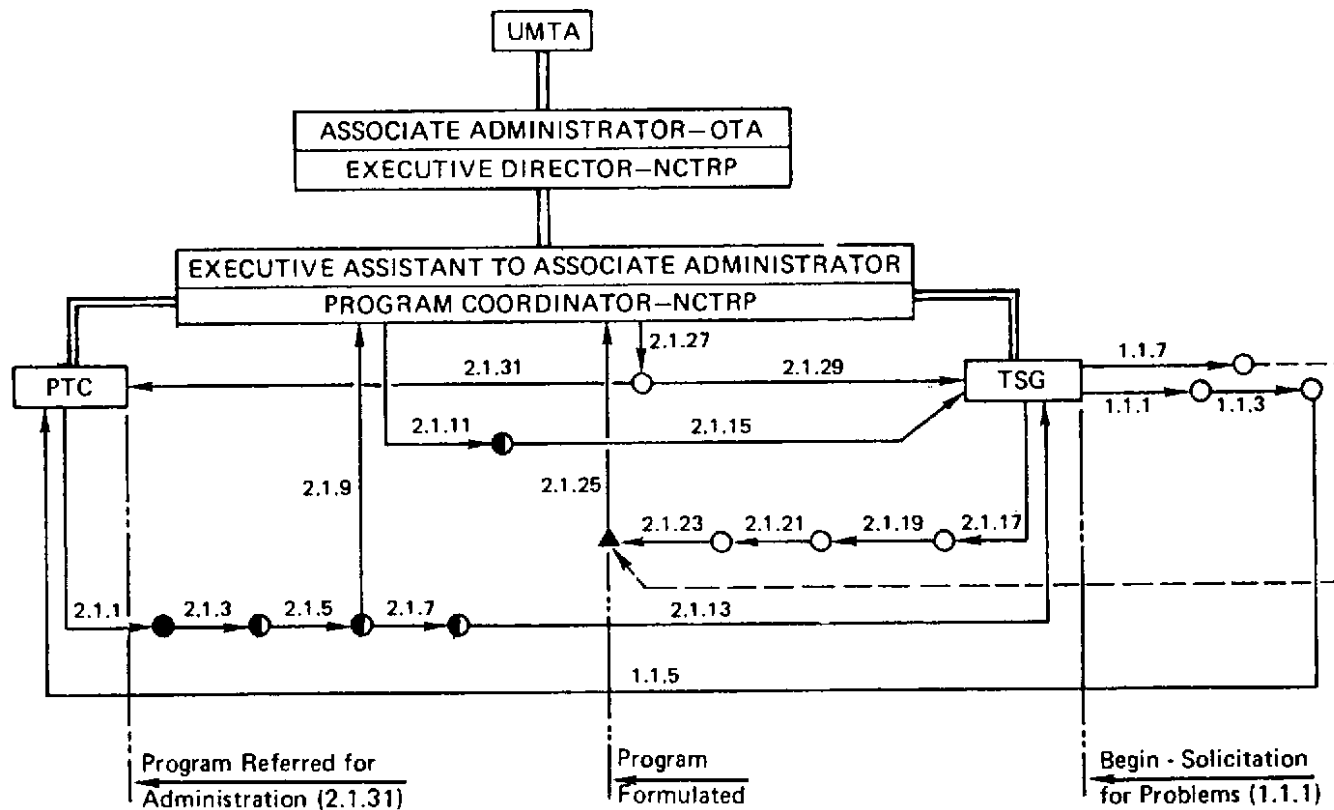 UMTA
ASSOCIATE ADMINISTRATOR–OTA
EXECUTIVE DIRECTOR–NCTRP
EXECUTIVE ASSISTANT TO ASSOCIATE ADMINISTRATOR
PROGRAM COORDINATOR–NCTRP
2.1.27
1.1.7
PTC
2.1.31
2.1.29
TSG
1.1.1
1.1.3
2.1.11
2.1.15
2.1.9
2.1.25
2.1.23
2.1.21
2.1.19
2.1.17
2.1.1
2.1.3
2.1.5
2.1.7
2.1.13
1.1.5
Program Referred for
Administration (2.1.31)
Program
Formulated
Begin - Solicitation
for Problems (1.1.1)